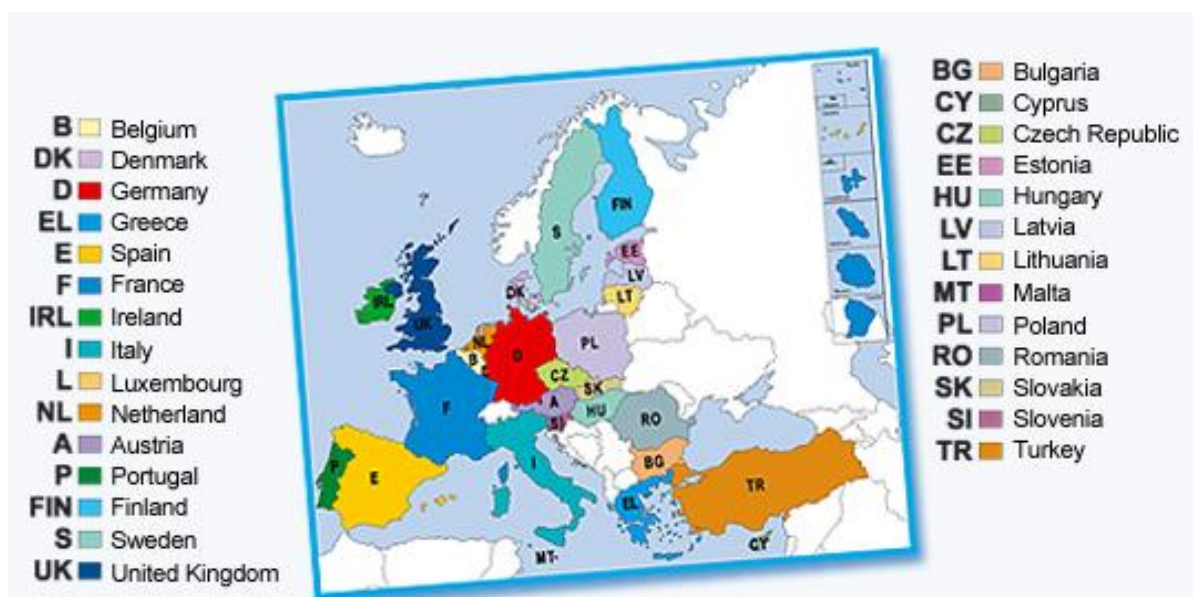 B Belgium
DK Denmark
D Germany
EL Greece
E Spain
F France
IRL Ireland
I Italy
L Luxembourg
NL Netherland
A Austria
P Portugal
FIN Finland
S Sweden
UK United Kingdom
FIN
S
EE
LV
LT
DK
IRL
UK
NL
B
D
PL
CZ
SK
A
HU
SI
F
RO
I
BG
P
E
EL
TR
MT
CY
BG Bulgaria
CY Cyprus
CZ Czech Republic
EE Estonia
HU Hungary
LV Latvia
LT Lithuania
MT Malta
PL Poland
RO Romania
SK Slovakia
SI Slovenia
TR Turkey